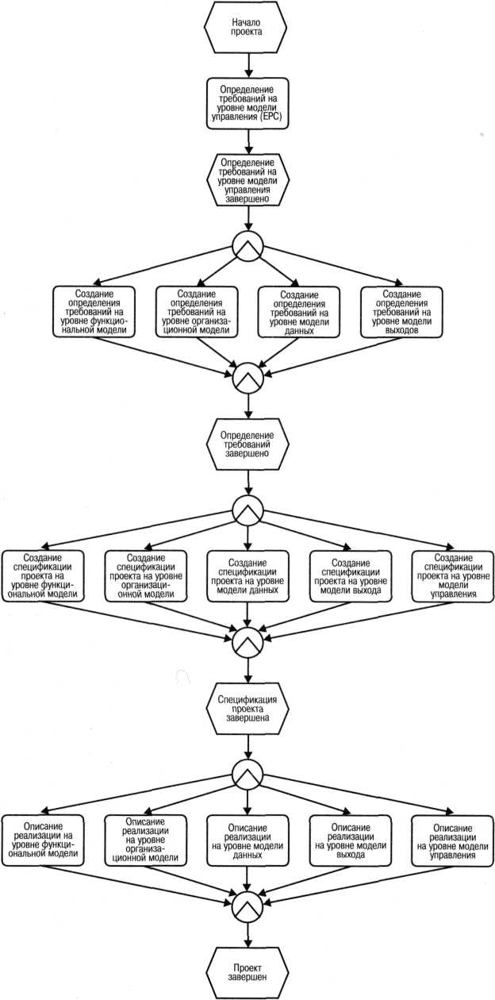 Начало
проекта
Определение
требований на
уровне модели
управления (EPC)
Определение
требований на
уровне модели
управления
завершено
Создание
определения
требований на
уровне функцио-
нальной модели
Создание
определения
требований на
уровне организа-
ционной модели
Создание
определения
требований на
уровне модели
данных
Создание
определения
требований на
уровне модели
выходов
Определение
требований
завершено
Создание
спецификации
проекта на
уровне функци-
ональной модели
Создание
спецификации
проекта на уровне
организаци-
онной модели
Создание
спецификации
проекта на уровне
модели данных
Создание
спецификации
проекта на уровне
модели выхода
Создание
спецификации
проекта на уровне
модели
управления
Спецификация
проекта
завершена
Описание
реализации на
уровне функци-
ональной модели
Описание
реализации
на уровне
организа-
ционной модели
Описание
реализации
на уровне модели
данных
Описание
реализации
на уровне модели
выхода
Описание
реализации
на уровне модели
управления
Проект
завершен